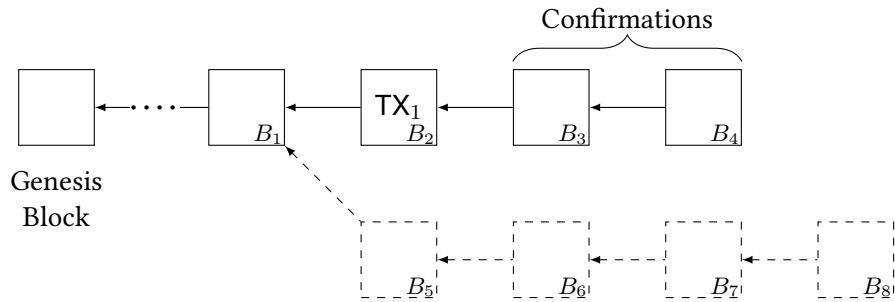 Confirmations
TX₁
B₁
B₂
B₃
B₄
Genesis
Block
B₅
B₆
B₇
B₈